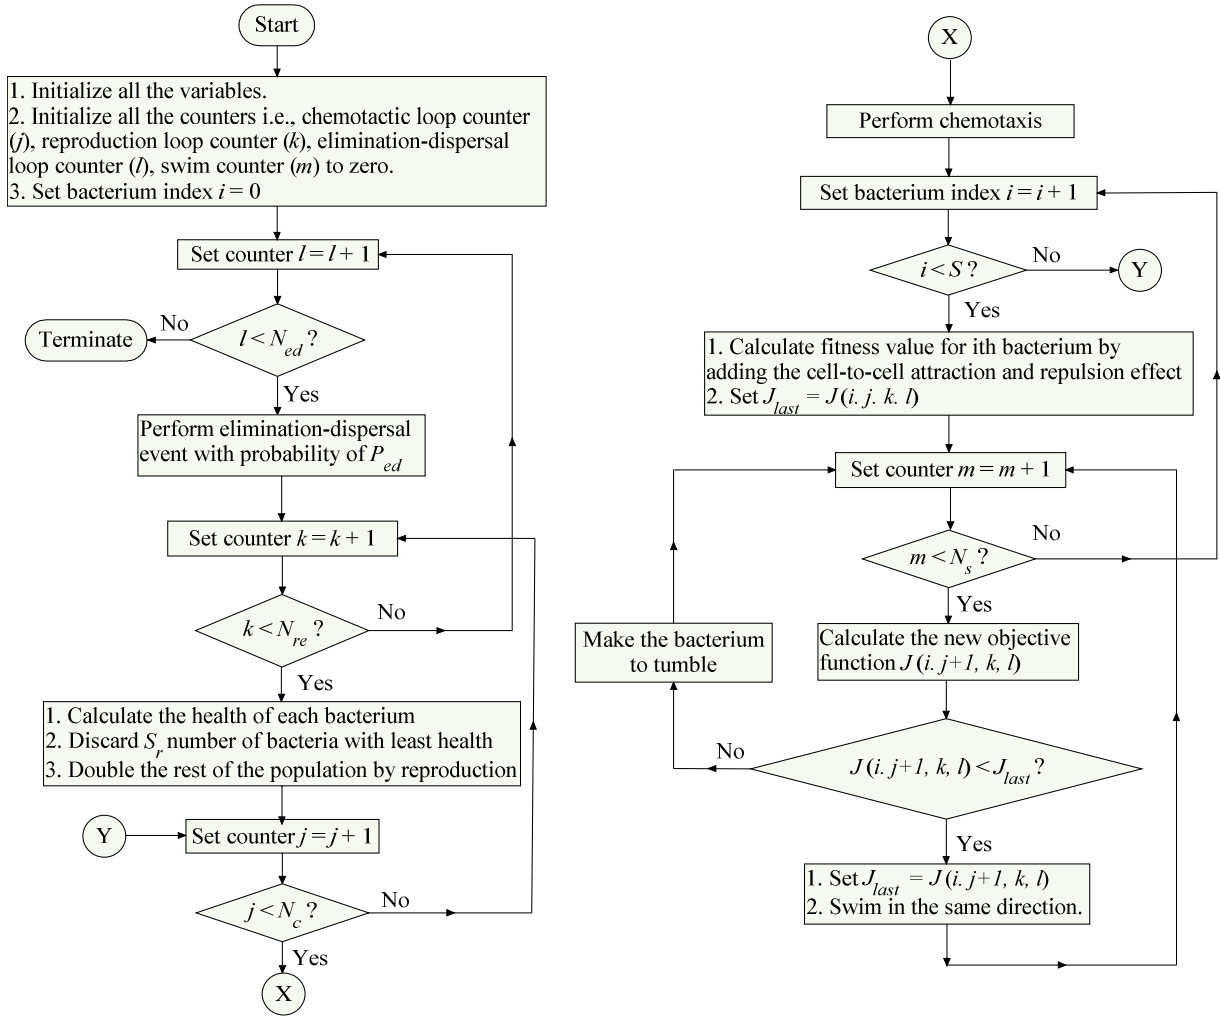 Start
1. Initialize all the variables.
2. Initialize all the counters i.e., chemotactic loop counter
(j), reproduction loop counter (k), elimination-dispersal
loop counter (l), swim counter (m) to zero.
3. Set bacterium index i = 0
Set counter l = l + 1
l < N_ed ?
No
Terminate
Yes
Perform elimination-dispersal
event with probability of P_ed
Set counter k = k + 1
k < N_re ?
No
Yes
1. Calculate the health of each bacterium
2. Discard S_r number of bacteria with least health
3. Double the rest of the population by reproduction
Y
Set counter j = j + 1
j < N_c ?
No
Yes
X
X
Perform chemotaxis
Set bacterium index i = i + 1
i < S ?
No
Y
Yes
1. Calculate fitness value for ith bacterium by
adding the cell-to-cell attraction and repulsion effect
2. Set J_last = J(i. j. k. l)
Set counter m = m + 1
m < N_s ?
No
Yes
Calculate the new objective
function J (i. j+1, k, l)
Make the bacterium
to tumble
J (i. j+1, k, l) < J_last ?
No
Yes
1. Set J_last = J (i. j+1, k, l)
2. Swim in the same direction.